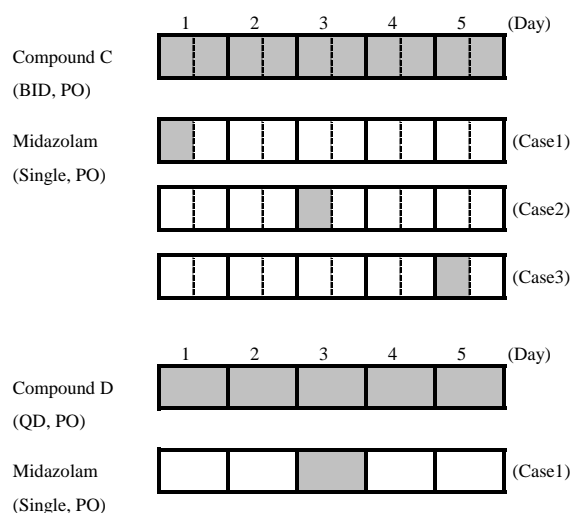 1 2 3 4 5 (Day)
Compound C
(BID, PO)
Midazolam (Case1)
(Single, PO)
(Case2)
(Case3)
1 2 3 4 5 (Day)
Compound D
(QD, PO)
Midazolam (Case1)
(Single, PO)